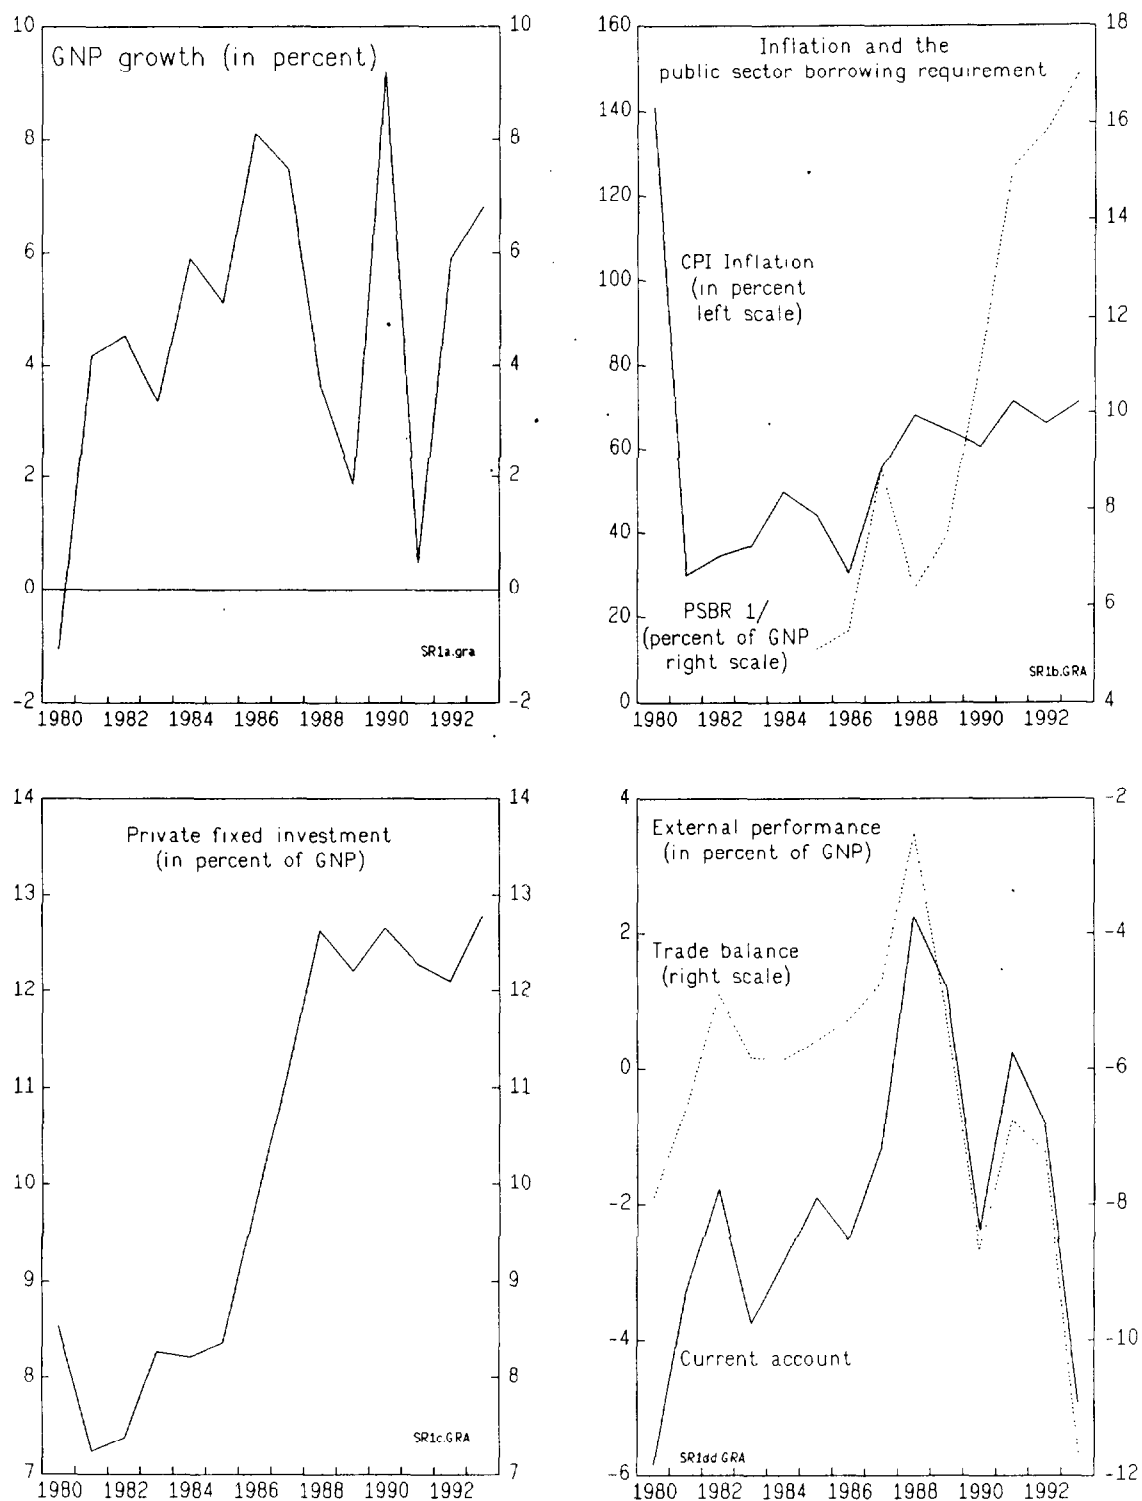 GNP growth (in percent)
10
8
6
4
2
0
-2
10
8
6
4
2
0
-2
SR1a.gra
1980 1982 1984 1986 1988 1990 1992
Inflation and the
public sector borrowing requirement
160
140
120
100
80
60
40
20
0
18
16
14
12
10
8
6
4
CPI Inflation
(in percent
left scale)
PSBR 1/
(percent of GNP
right scale)
SR1b.GRA
1980 1982 1984 1986 1988 1990 1992
Private fixed investment
(in percent of GNP)
14
13
12
11
10
9
8
7
14
13
12
11
10
9
8
7
SR1c.GRA
1980 1982 1984 1986 1988 1990 1992
External performance
(in percent of GNP)
4
2
0
-2
-4
-6
-2
-4
-6
-8
-10
-12
Trade balance
(right scale)
Current account
SR1dd GRA
1980 1982 1984 1986 1988 1990 1992